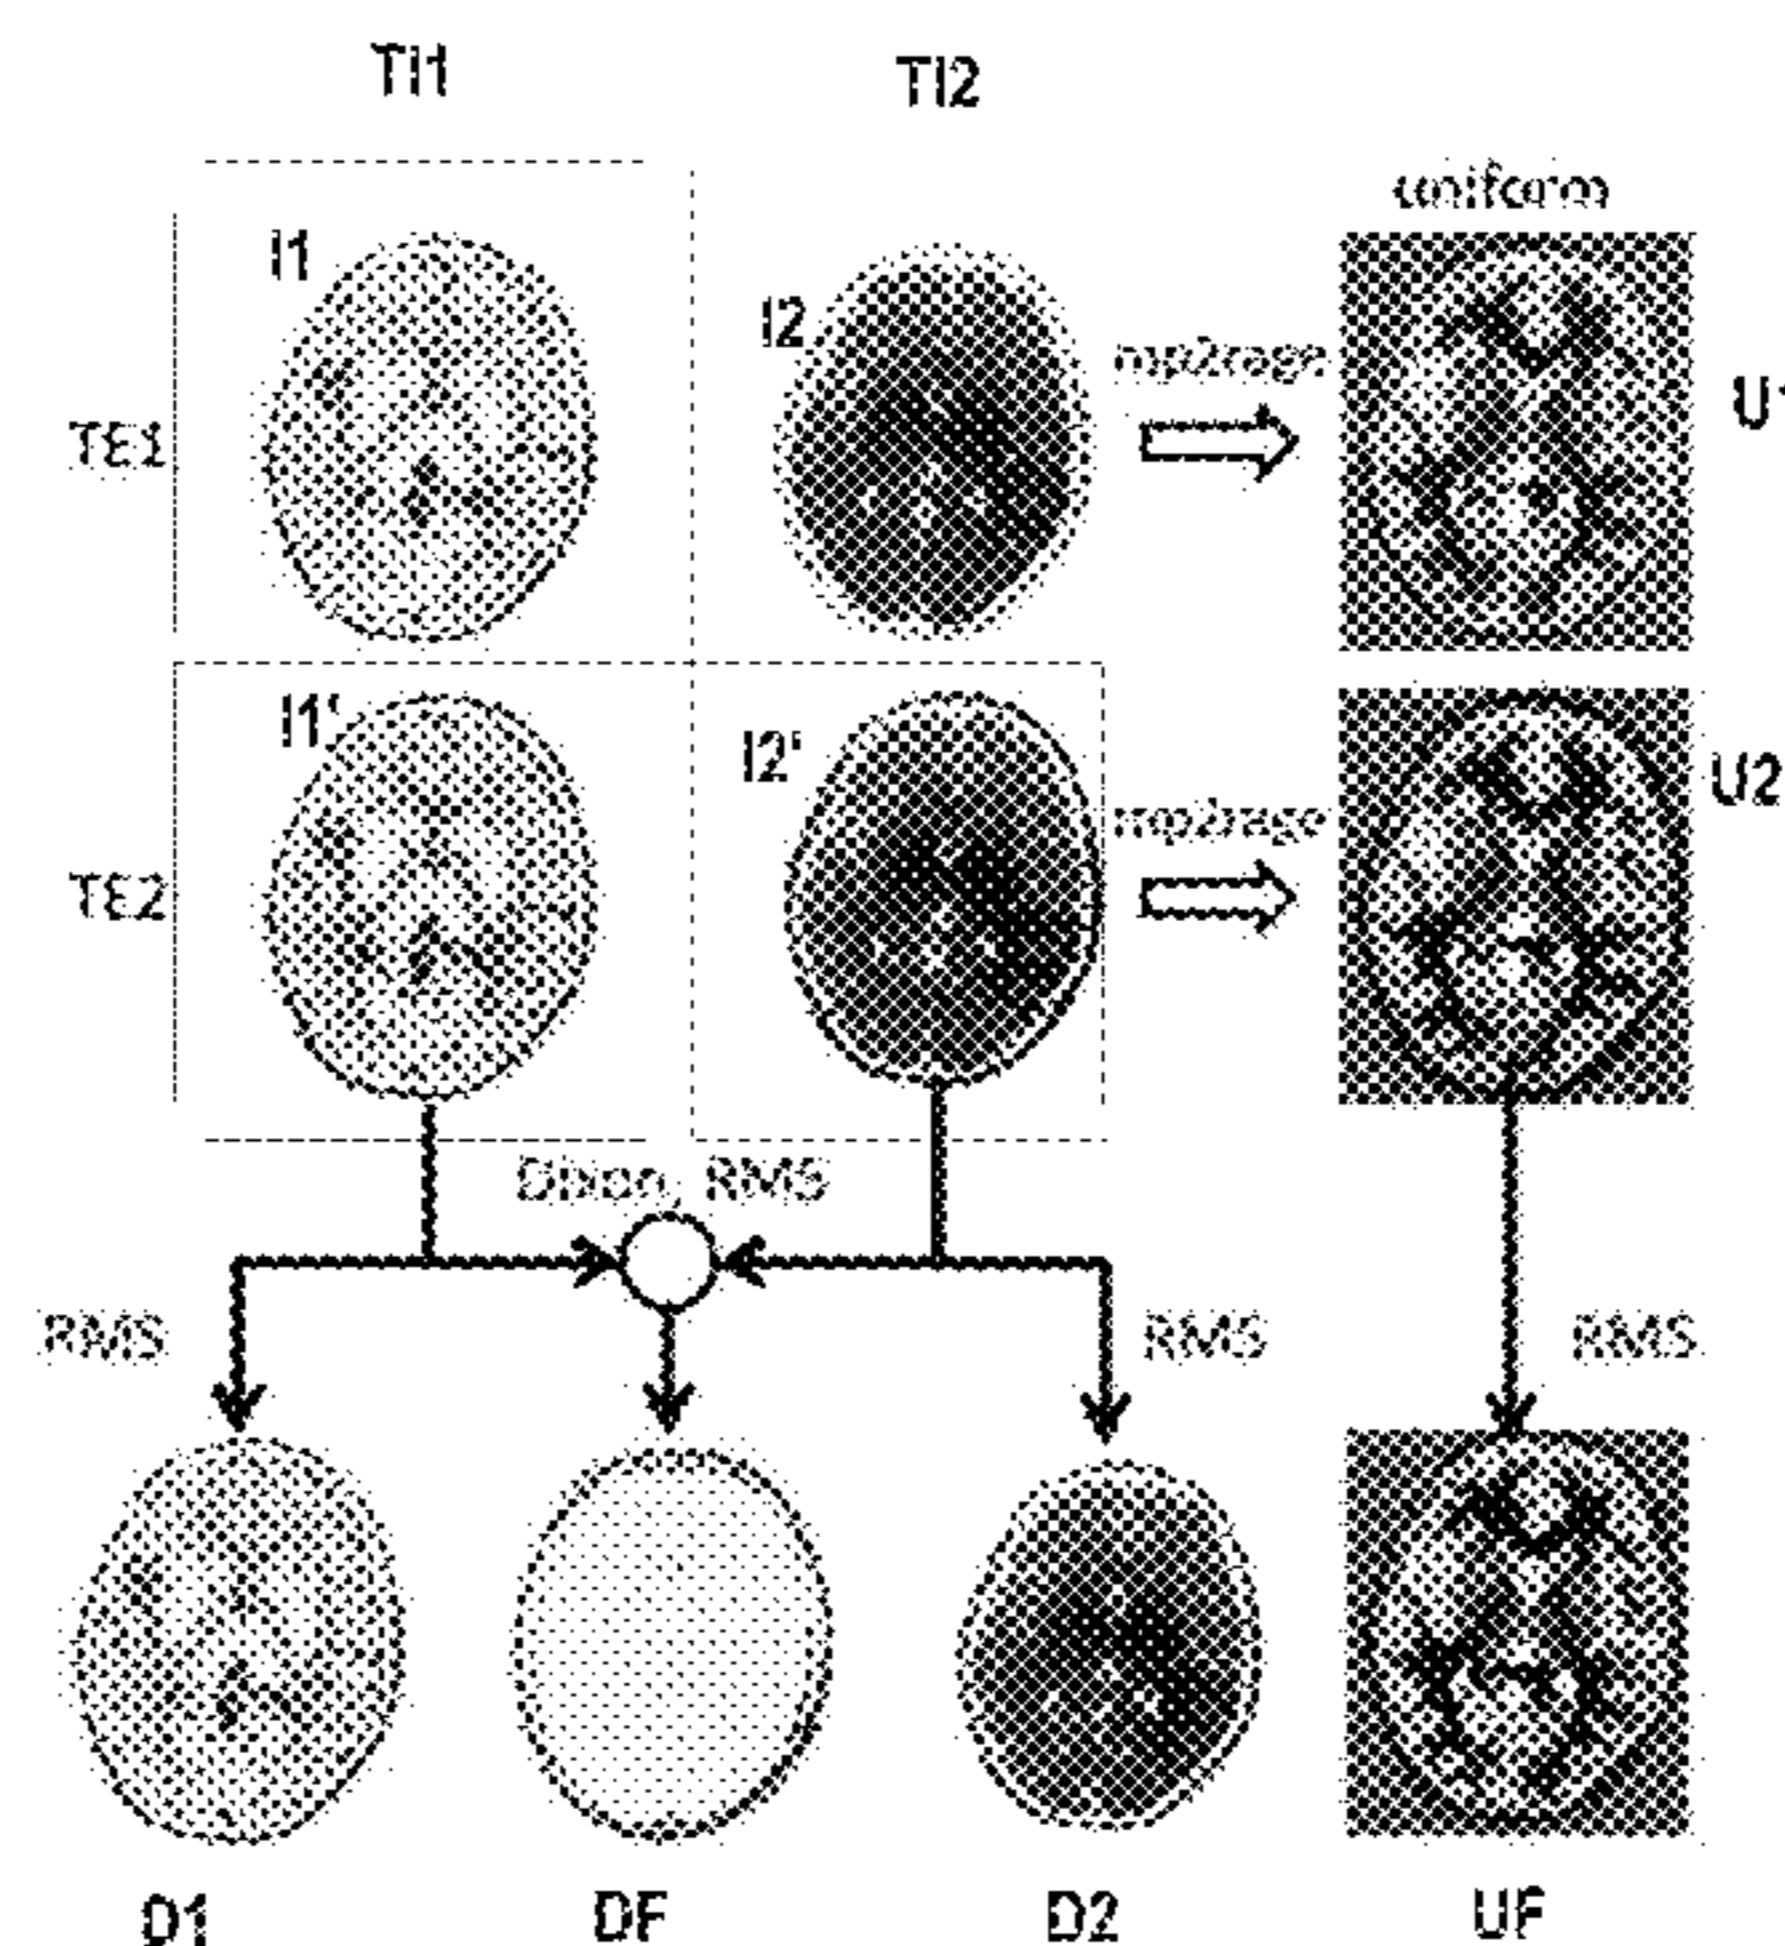 TI1 TI2
uniform
I1
I2
mp2rage
U1
TE1
I1'
I2'
U2
mp2rage
TE2
Dixon, RMS
RMS RMS RMS
D1 DF D2 UF